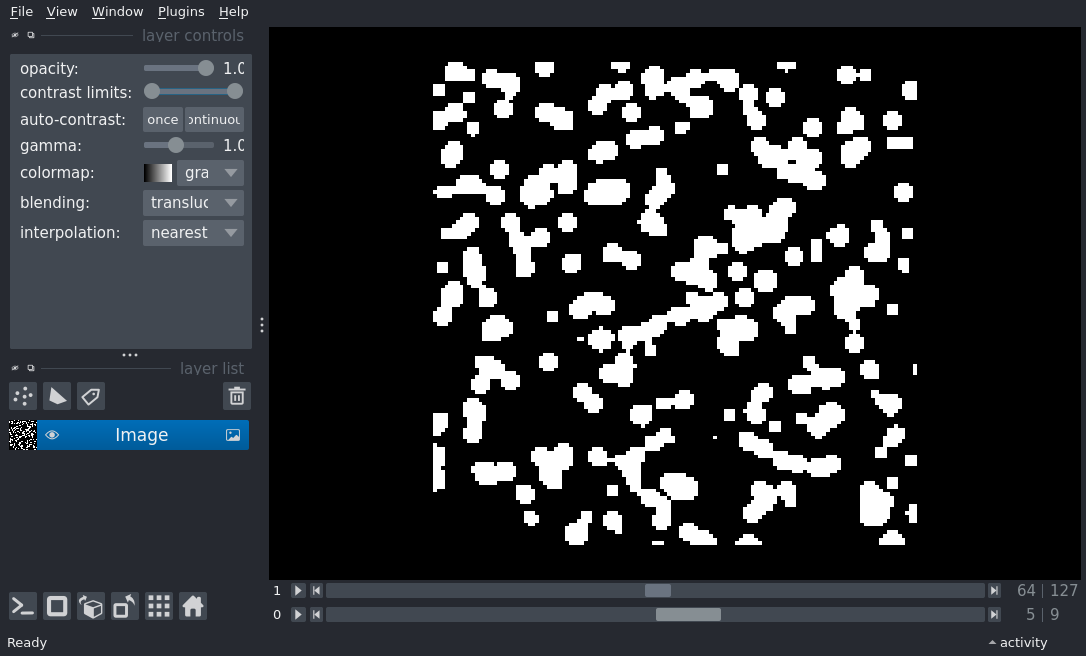 File View Window Plugins Help
layer controls
opacity: 1.0
contrast limits:
auto-contrast: once ontinuou
gamma: 1.0
colormap: gra
blending: transluc
interpolation: nearest
layer list
Image
1 64 | 127
0 5 | 9
Ready activity